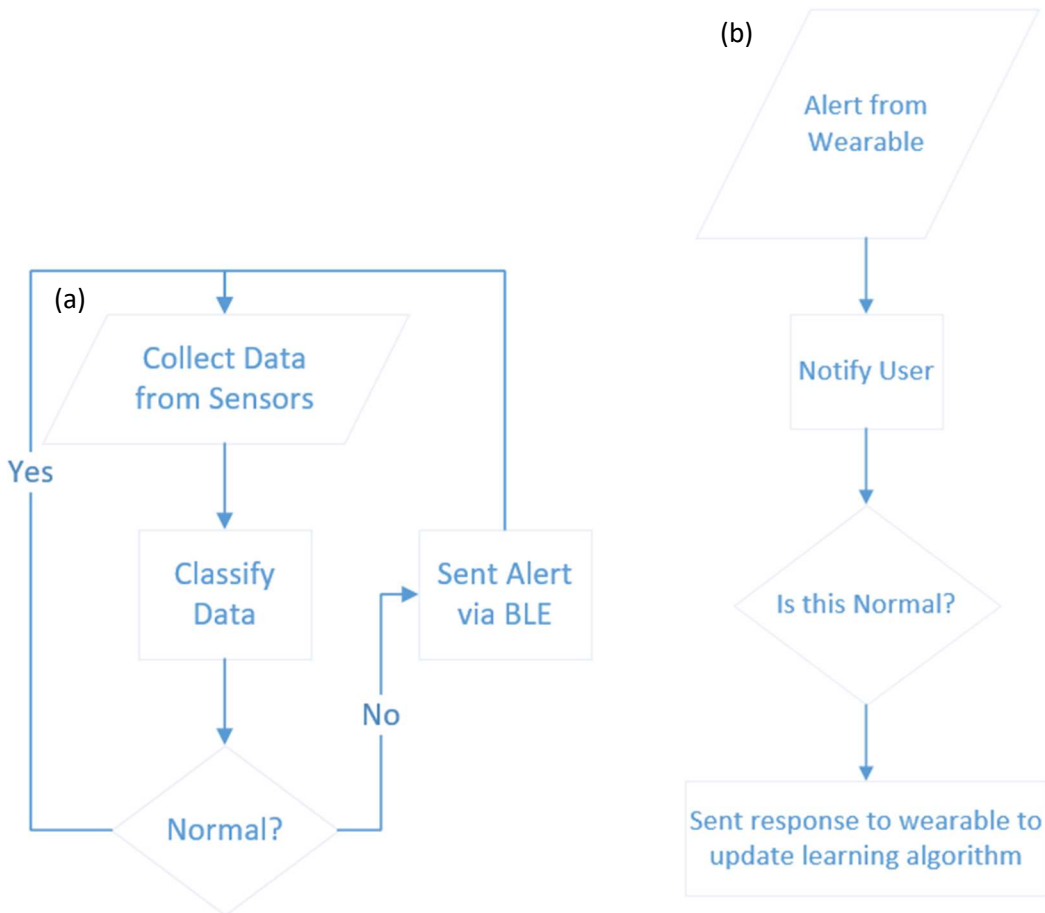 (a)
Collect Data
from Sensors
Yes
Classify
Data
Sent Alert
via BLE
No
Normal?
(b)
Alert from
Wearable
Notify User
Is this Normal?
Sent response to wearable to
update learning algorithm